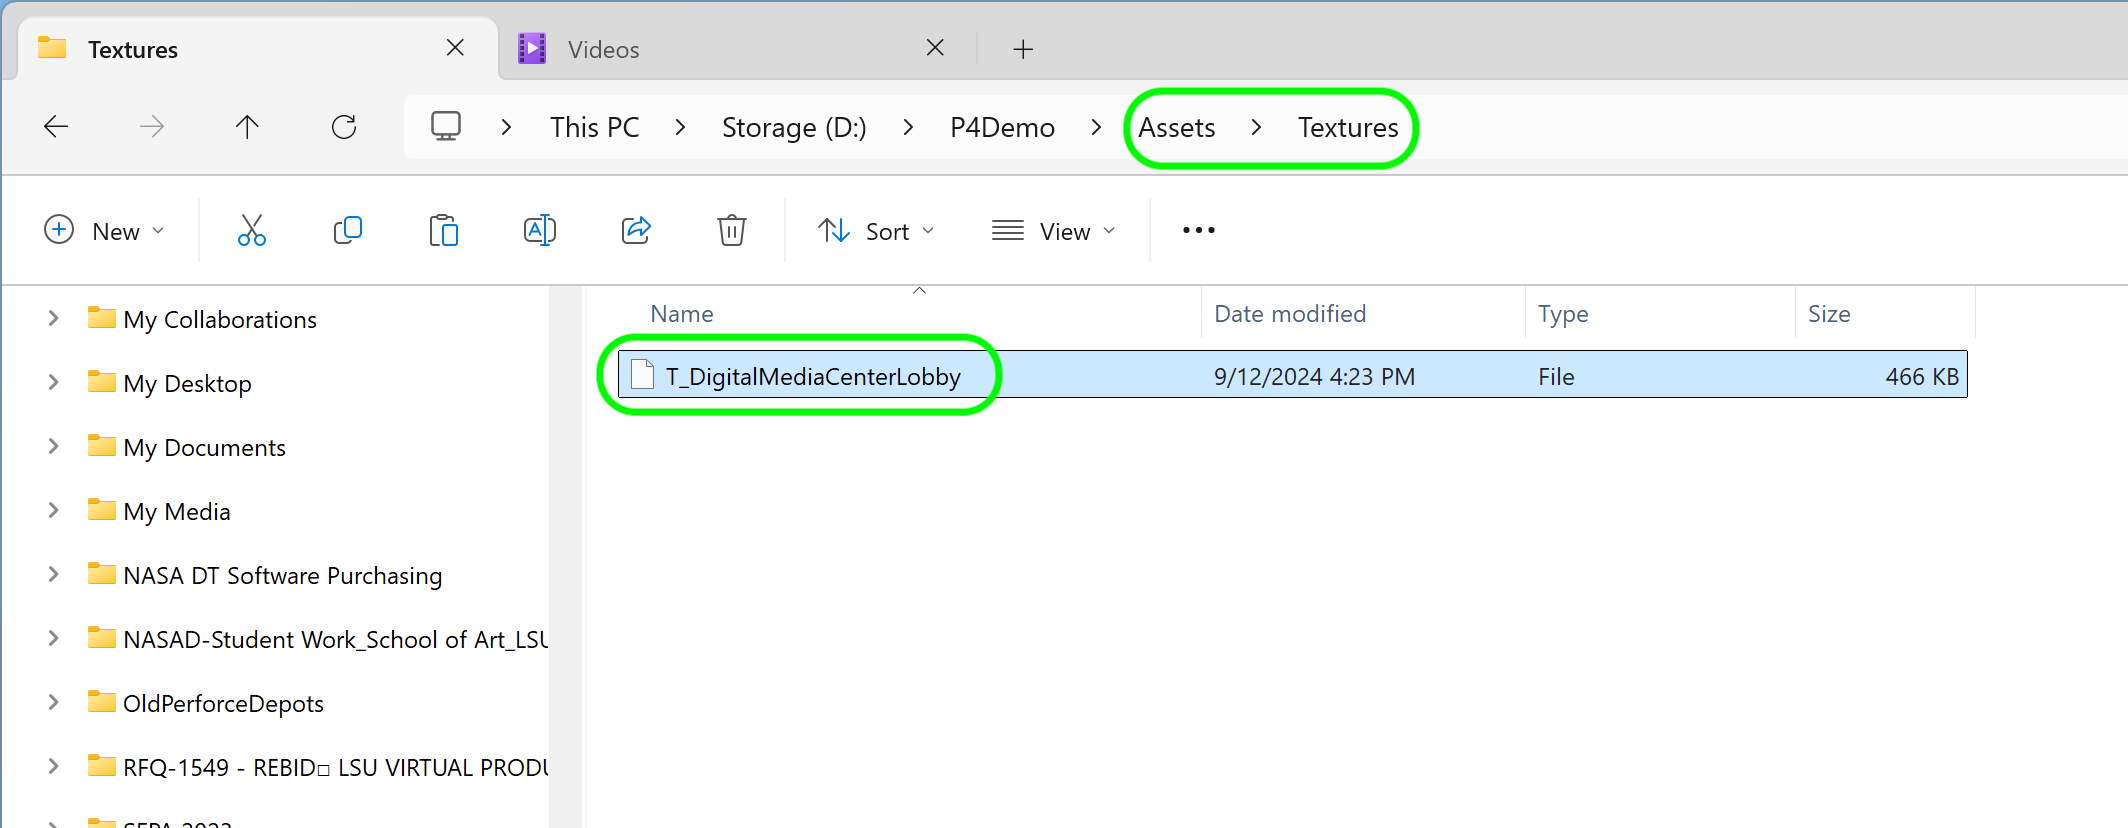 Textures
Videos
This PC > Storage (D:) > P4Demo > Assets > Textures
New
Sort
View
Name
Date modified
Type
Size
T_DigitalMediaCenterLobby
9/12/2024 4:23 PM
File
466 KB
My Collaborations
My Desktop
My Documents
My Media
NASA DT Software Purchasing
NASAD-Student Work_School of Art_LSU
OldPerforceDepots
RFQ-1549 - REBID□ LSU VIRTUAL PRODU